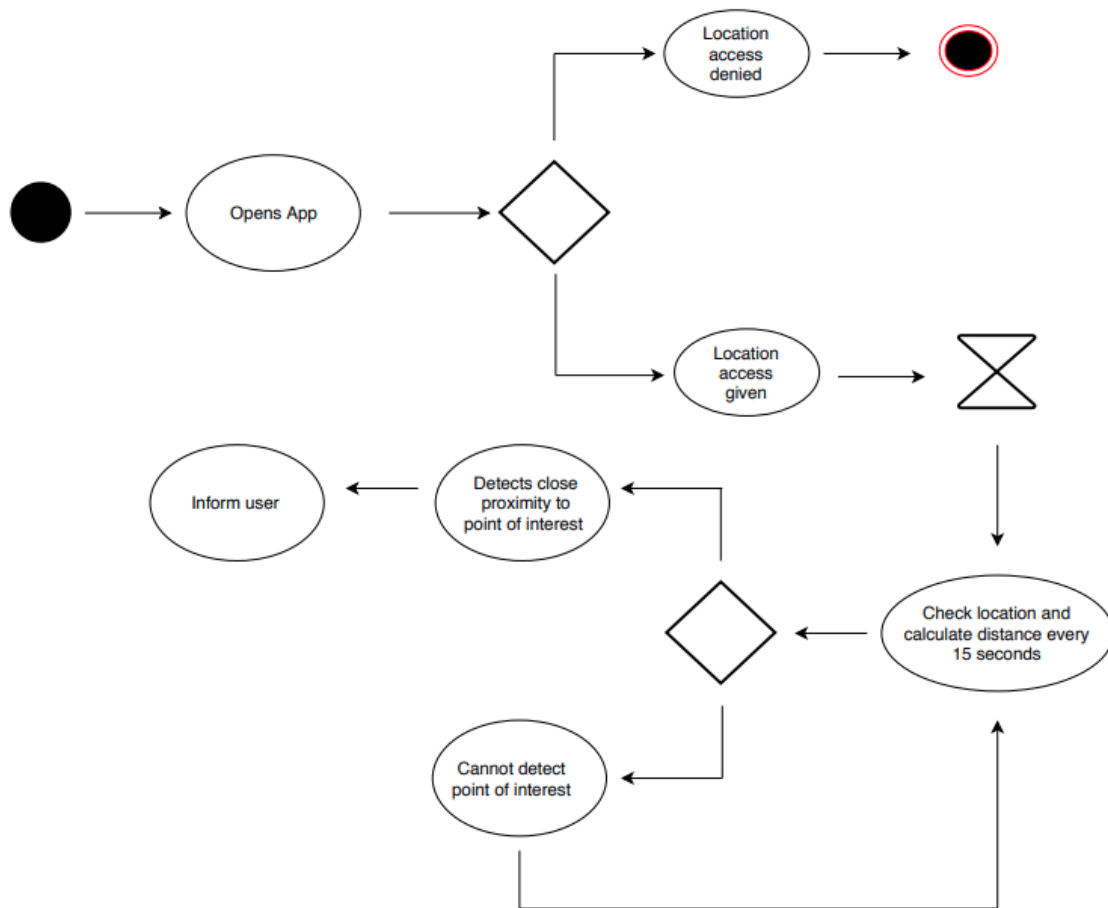 Location
access
denied
Opens App
Location
access
given
Detects close
proximity to
point of interest
Inform user
Check location and
calculate distance every
15 seconds
Cannot detect
point of interest